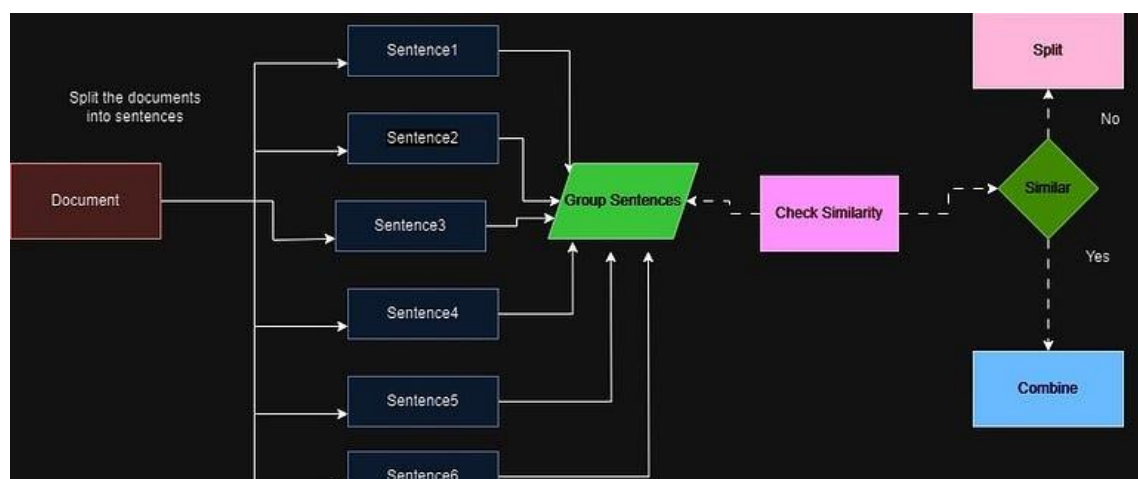 Split the documents
into sentences
Document
Sentence1
Sentence2
Sentence3
Sentence4
Sentence5
Sentence6
Group Sentences
Check Similarity
Similar
No
Yes
Split
Combine